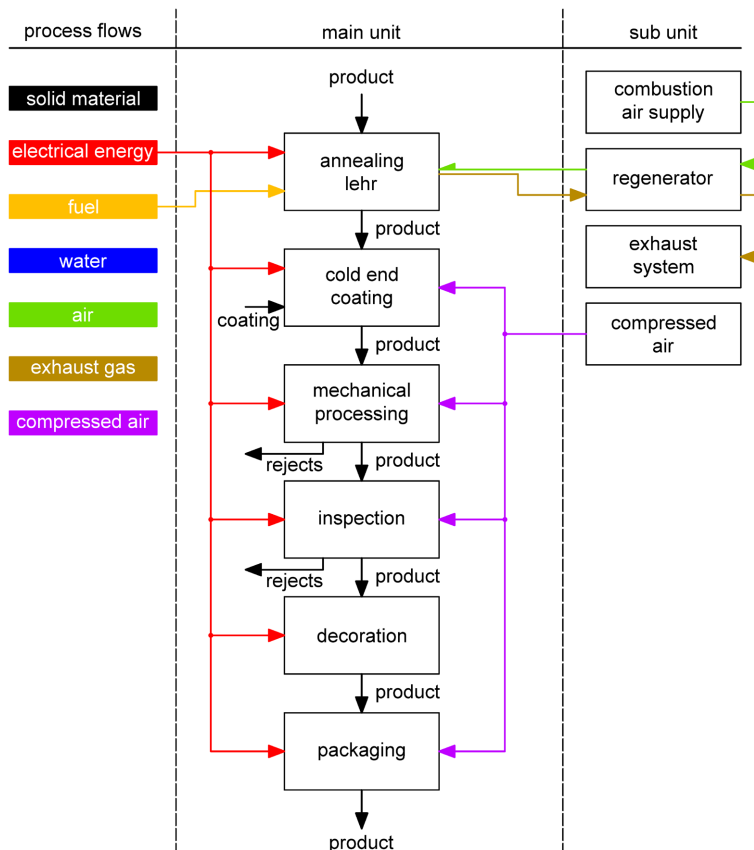 process flows
main unit
sub unit
solid material
electrical energy
fuel
water
air
exhaust gas
compressed air
product
annealing
lehr
product
cold end
coating
coating
product
mechanical
processing
rejects
product
inspection
rejects
product
decoration
product
packaging
product
combustion
air supply
regenerator
exhaust
system
compressed
air